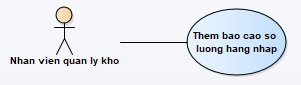 Them bao cao so
luong hang nhap
Nhan vien quan ly kho